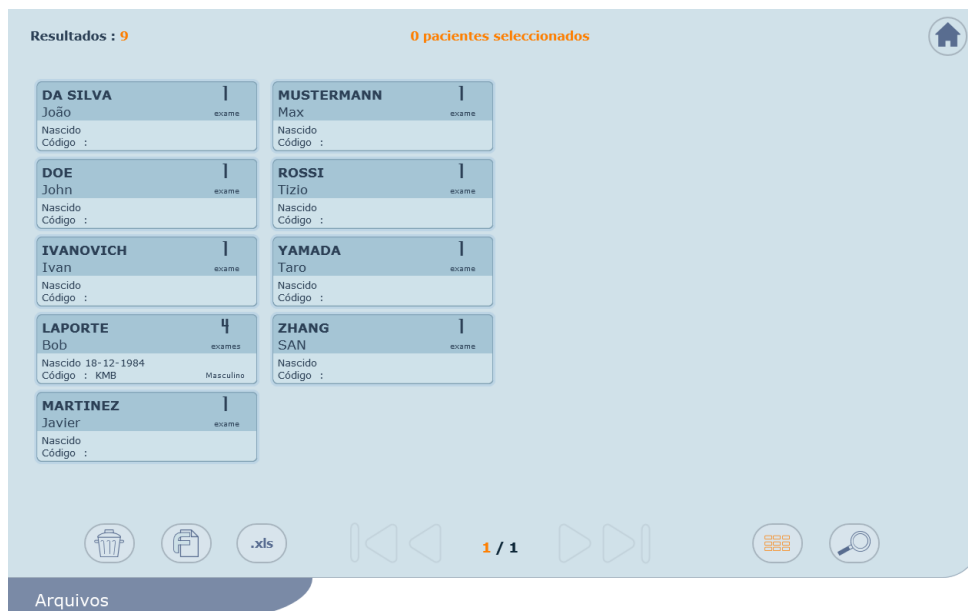 Resultados : 9
0 pacientes seleccionados
DA SILVA 1
João exame
Nascido
Código :
DOE 1
John exame
Nascido
Código :
IVANOVICH 1
Ivan exame
Nascido
Código :
LAPORTE 4
Bob exames
Nascido 18-12-1984
Código : KMB Masculino
MARTINEZ 1
Javier exame
Nascido
Código :
MUSTERMANN 1
Max exame
Nascido
Código :
ROSSI 1
Tizio exame
Nascido
Código :
YAMADA 1
Taro exame
Nascido
Código :
ZHANG 1
SAN exame
Nascido
Código :
.xls
1 / 1
Arquivos